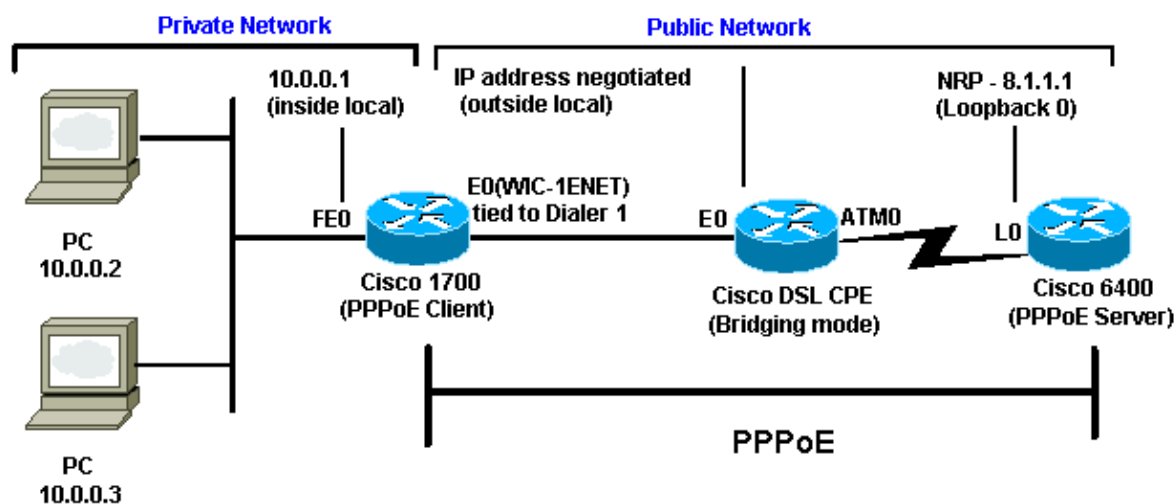 Private Network
Public Network
10.0.0.1
(inside local)
IP address negotiated
(outside local)
NRP - 8.1.1.1
(Loopback 0)
E0(WIC-1ENET)
tied to Dialer 1
FE0
E0
ATM0
L0
PC
10.0.0.2
Cisco 1700
(PPPoE Client)
Cisco DSL CPE
(Bridging mode)
Cisco 6400
(PPPoE Server)
PPPoE
PC
10.0.0.3